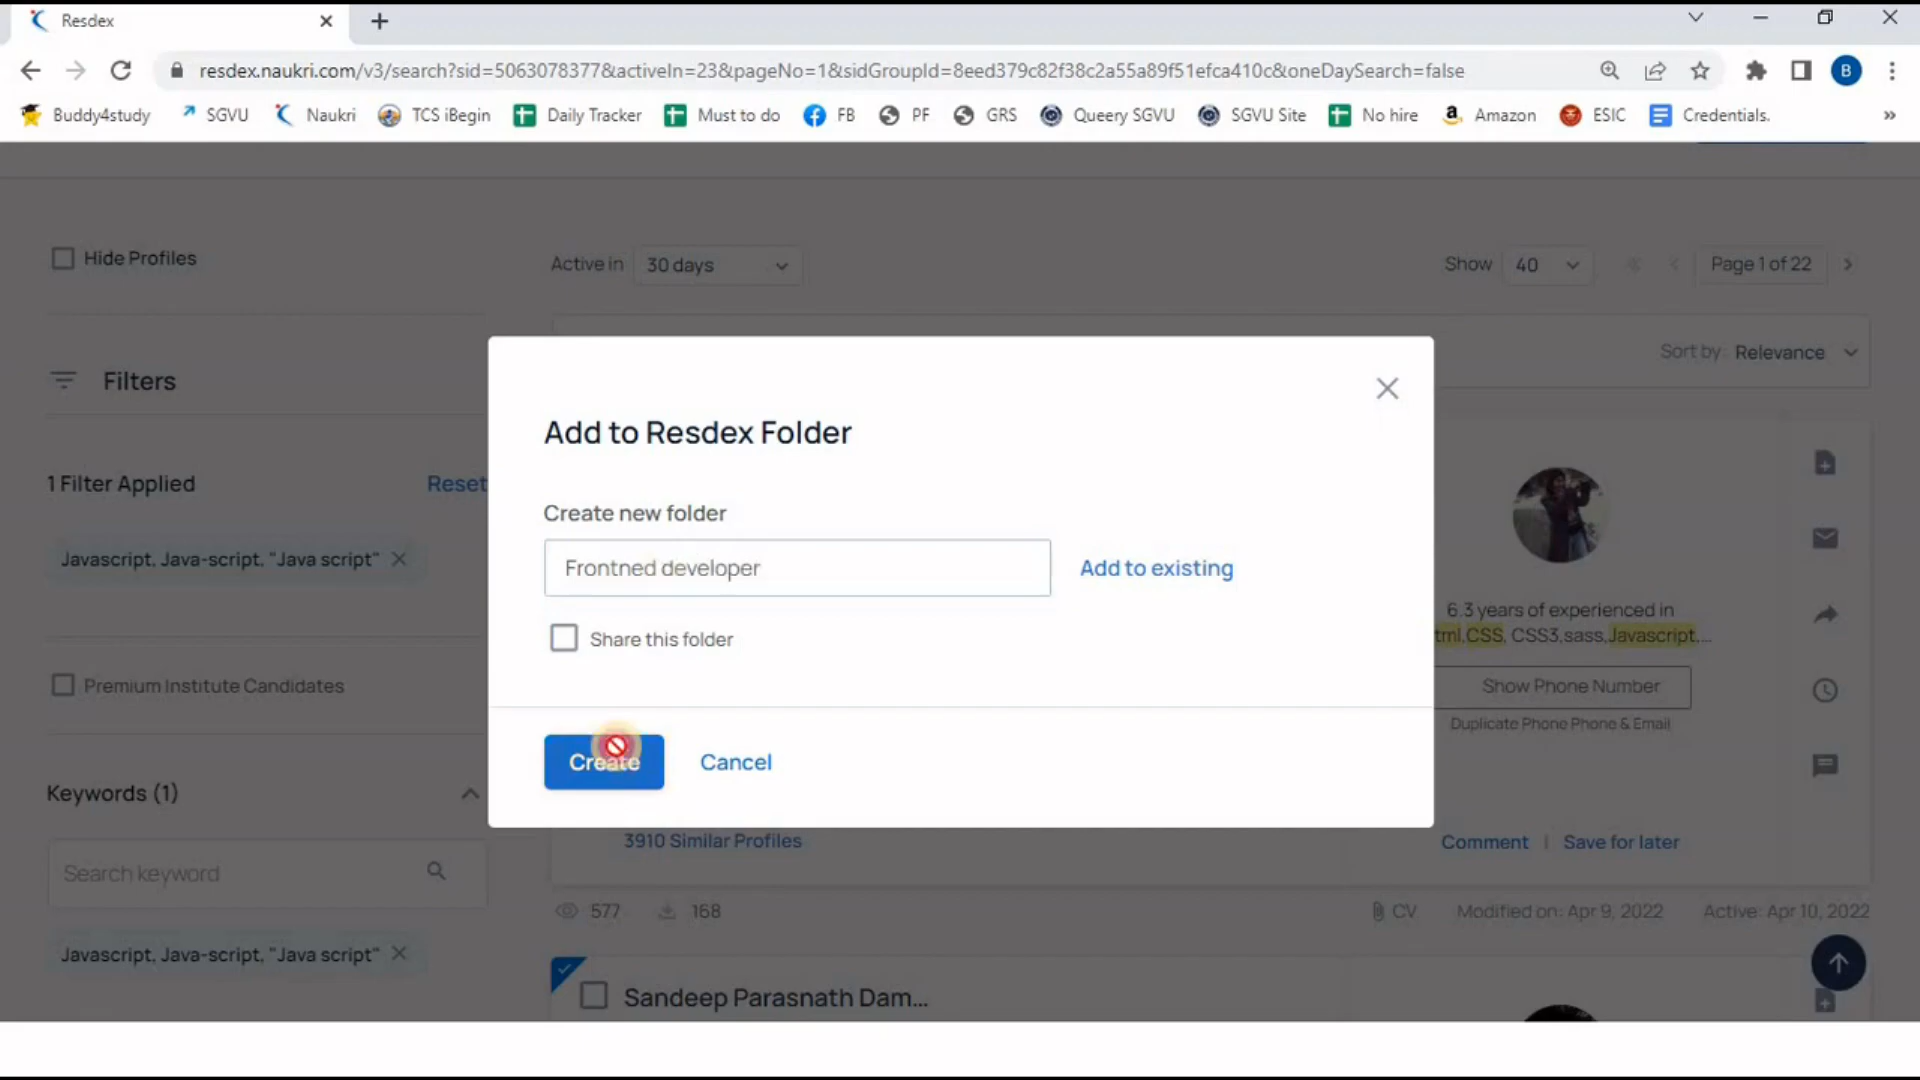 Resdex
resdex.naukri.com/v3/search?sid=5063078377&activeIn=23&pageNo=1&sidGroupId=8eed379c82f38c2a55a89f51efca410c&oneDaySearch=false
B
Buddy4study SGVU Naukri TCS iBegin Daily Tracker Must to do FB PF GRS Queery SGVU SGVU Site No hire Amazon ESIC Credentials. »
Hide Profiles
Active in 30 days
Show 40 Page 1 of 22
Filters
Sort by: Relevance
1 Filter Applied Reset
Javascript, Java-script, "Java script"
Premium Institute Candidates
Keywords (1)
Search keyword
Javascript, Java-script, "Java script"
Add to Resdex Folder
Create new folder
Frontned developer Add to existing
Share this folder
Create Cancel
6.3 years of experienced in
tml,CSS, CSS3,sass,Javascript,...
Show Phone Number
Duplicate Phone Phone & Email
3910 Similar Profiles
Comment | Save for later
577 168
CV Modified on: Apr 9, 2022 Active: Apr 10, 2022
Sandeep Parasnath Dam...